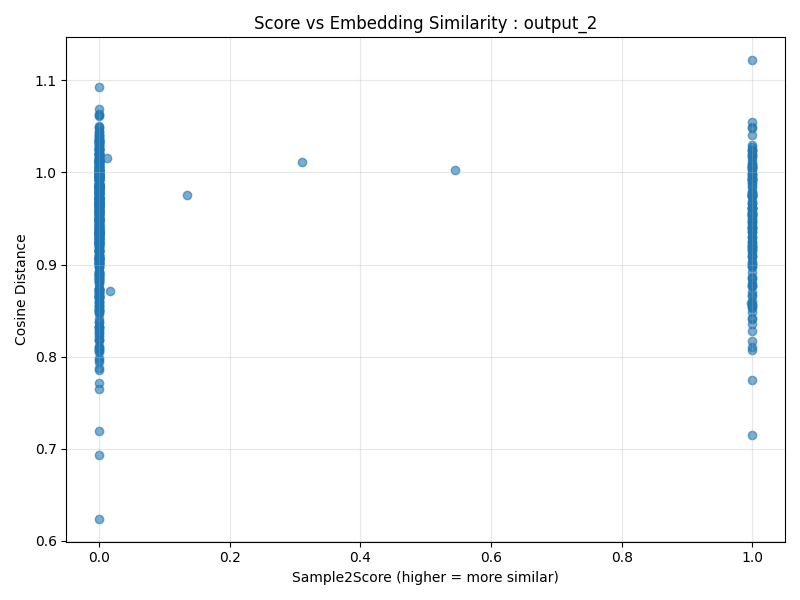 Score vs Embedding Similarity : output_2
Cosine Distance
1.1
1.0
0.9
0.8
0.7
0.6
0.0 0.2 0.4 0.6 0.8 1.0
Sample2Score (higher = more similar)